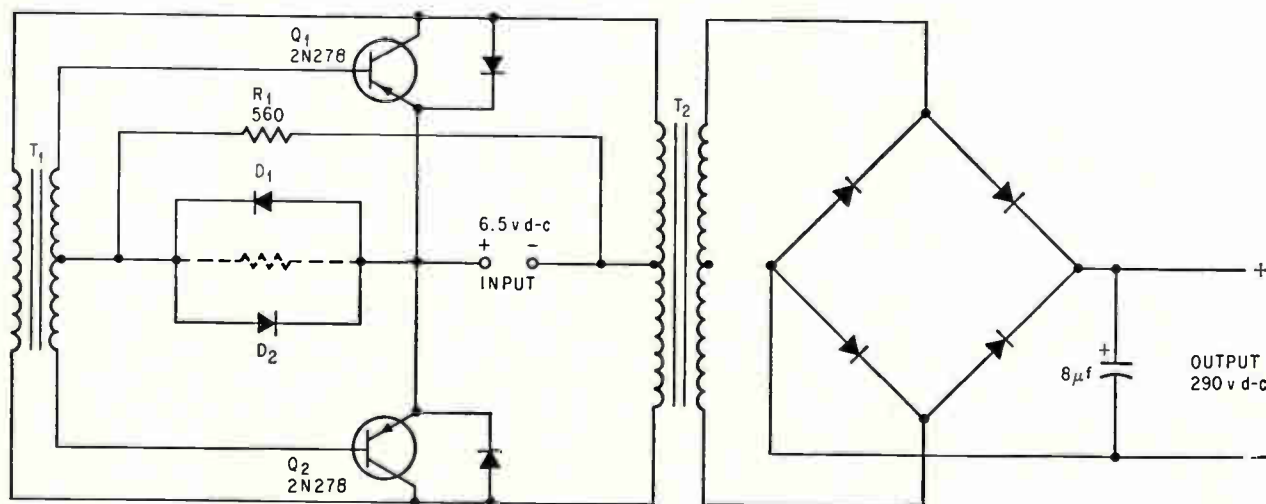 Q1
2N278
R1
560
T1
D1
D2
6.5 v d-c
+ -
INPUT
T2
Q2
2N278
+
+
8µf
OUTPUT
290 v d-c
-